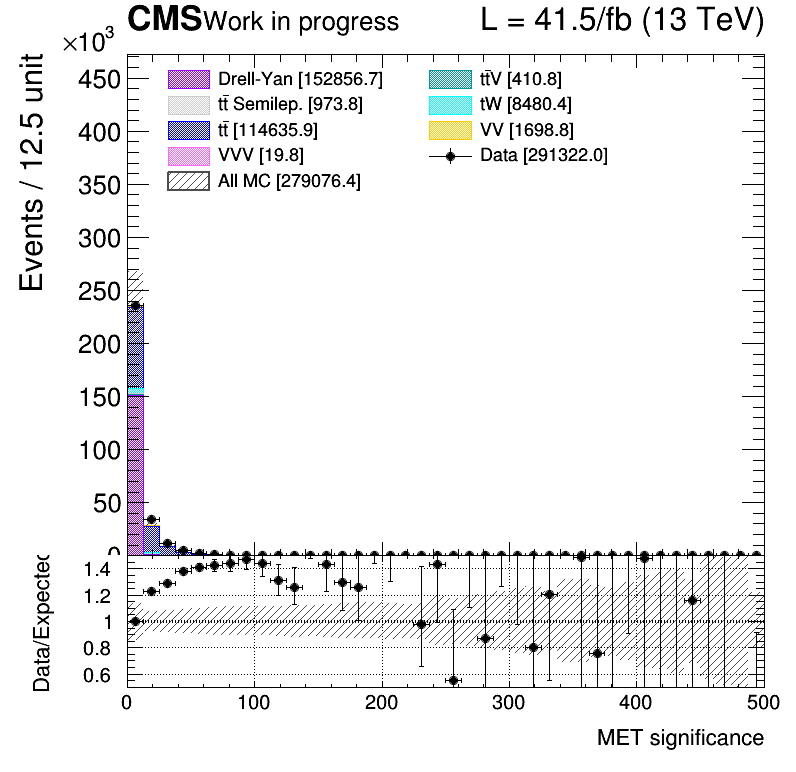 CMS Work in progress L = 41.5/fb (13 TeV)
×10³
Events / 12.5 unit
450
400
350
300
250
200
150
100
50
0
Drell-Yan [152856.7]
tt̄ Semilep. [973.8]
tt̄ [114635.9]
VVV [19.8]
All MC [279076.4]
tt̄V [410.8]
tW [8480.4]
VV [1698.8]
Data [291322.0]
Data/Expected
1.4
1.2
1
0.8
0.6
0 100 200 300 400 500
MET significance